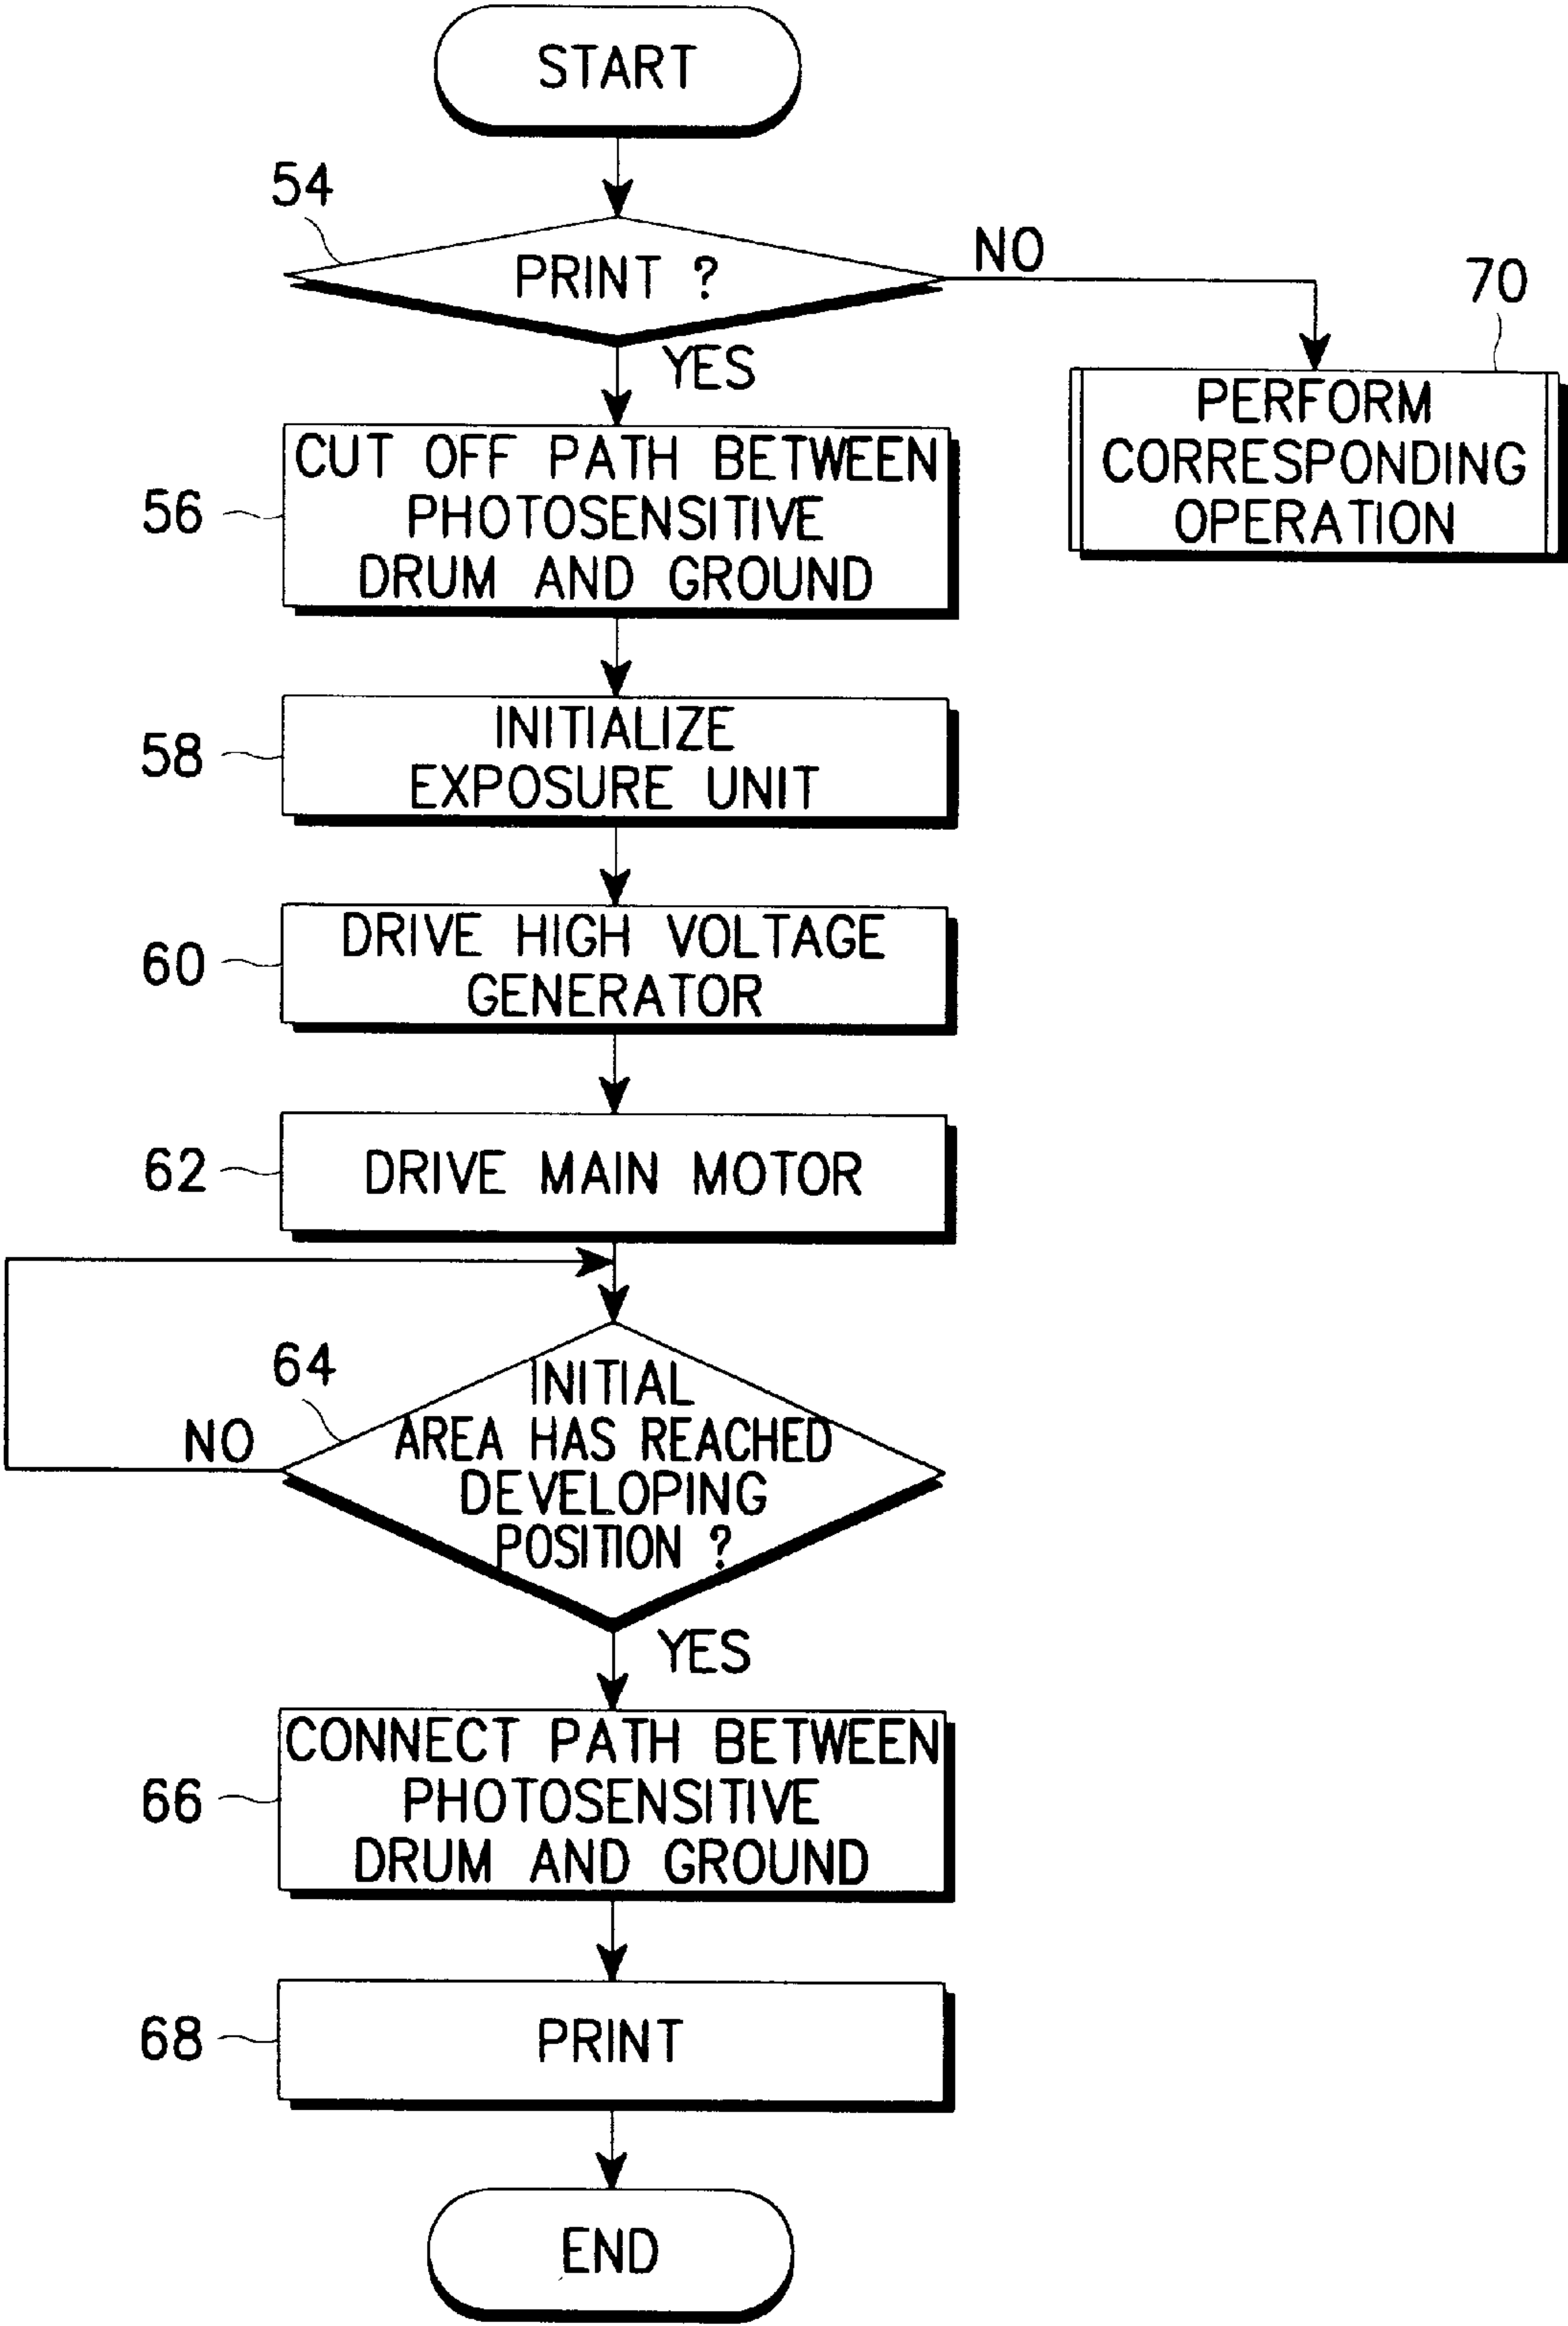 START
54
PRINT ?
NO
70
YES
PERFORM
CORRESPONDING
OPERATION
CUT OFF PATH BETWEEN
PHOTOSENSITIVE
DRUM AND GROUND
56
INITIALIZE
EXPOSURE UNIT
58
DRIVE HIGH VOLTAGE
GENERATOR
60
DRIVE MAIN MOTOR
62
64
INITIAL
AREA HAS REACHED
DEVELOPING
POSITION ?
NO
YES
CONNECT PATH BETWEEN
PHOTOSENSITIVE
DRUM AND GROUND
66
PRINT
68
END